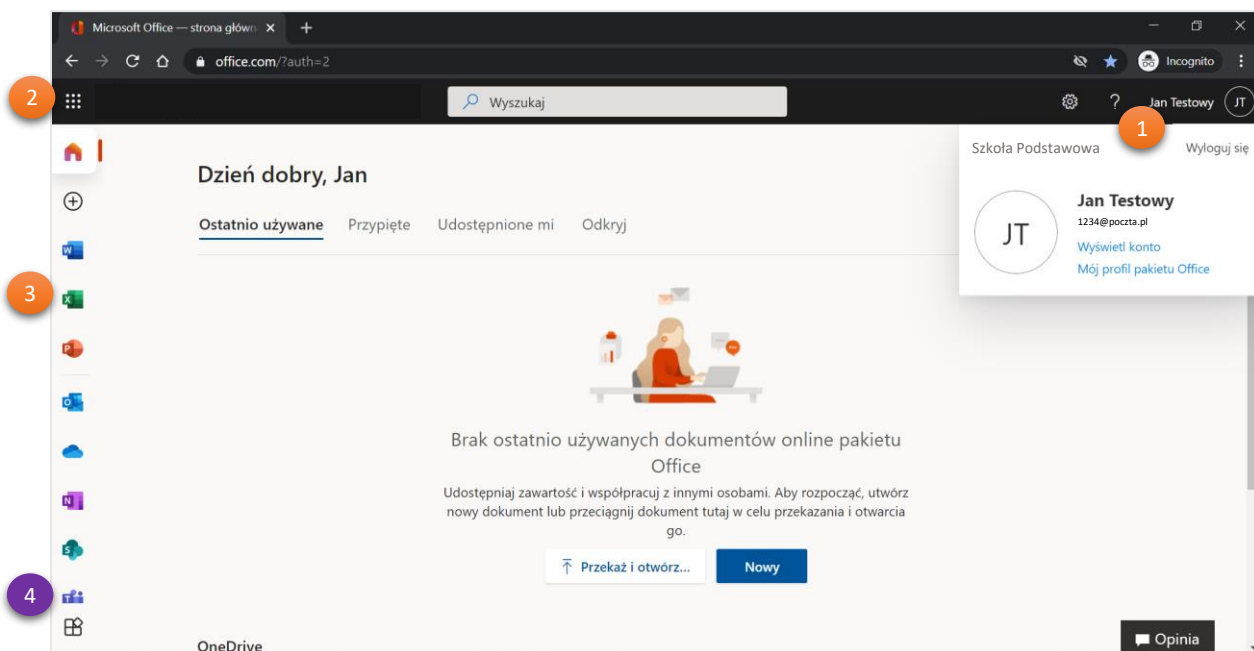 Microsoft Office — strona główn
office.com/?auth=2
Incognito
2
Wyszukaj
Jan Testowy
JT
1
Szkoła Podstawowa
Wyloguj się
Dzień dobry, Jan
Jan Testowy
1234@poczta.pl
JT
Wyświetl konto
Mój profil pakietu Office
Ostatnio używane
Przypięte
Udostępnione mi
Odkryj
3
Brak ostatnio używanych dokumentów online pakietu
Office
Udostępniaj zawartość i współpracuj z innymi osobami. Aby rozpocząć, utwórz
nowy dokument lub przeciągnij dokument tutaj w celu przekazania i otwarcia
go.
Przekaż i otwórz...
Nowy
4
OneDrive
Opinia